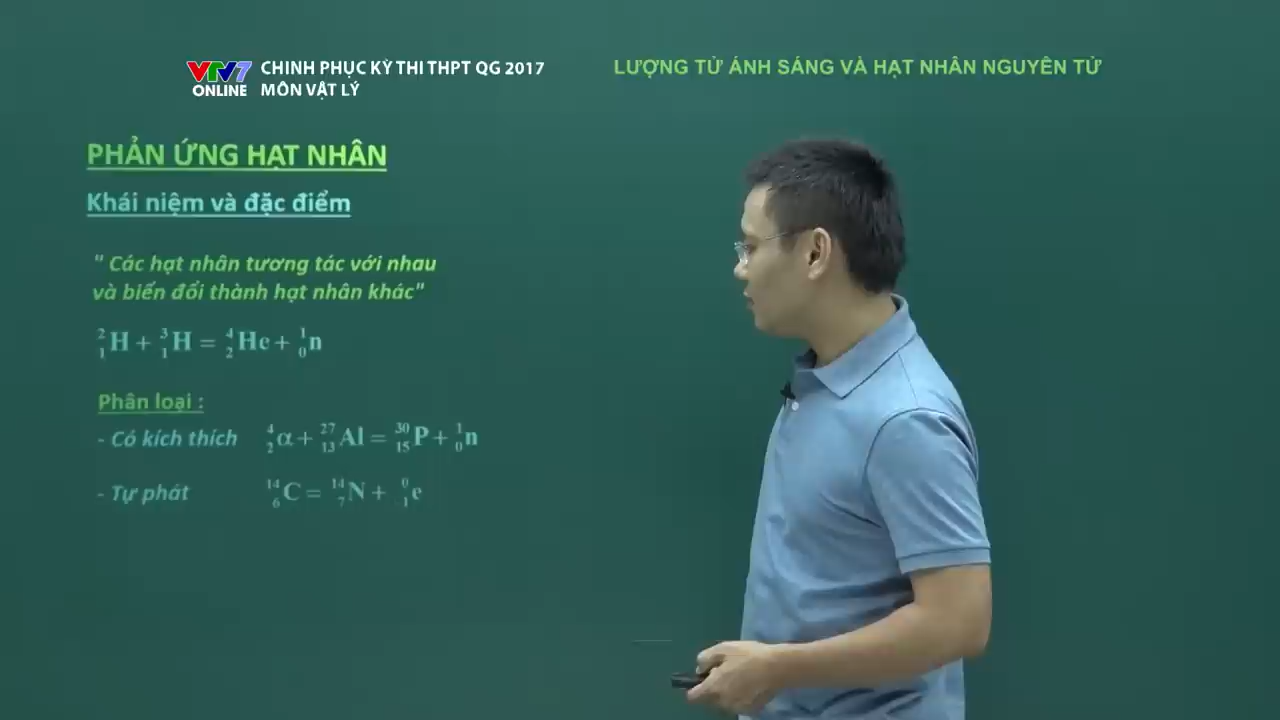 VTV7
ONLINE
CHINH PHỤC KỲ THI THPT QG 2017
MÔN VẬT LÝ
LƯỢNG TỬ ÁNH SÁNG VÀ HẠT NHÂN NGUYÊN TỬ
PHẢN ỨNG HẠT NHÂN
Khái niệm và đặc điểm
" Các hạt nhân tương tác với nhau
và biến đổi thành hạt nhân khác"
²₁H + ³₁H = ⁴₂He + ¹₀n
Phân loại :
- Có kích thích ⁴₂α + ²⁷₁₃Al = ³⁰₁₅P + ¹₀n
- Tự phát ¹⁴₆C = ¹⁴₇N + ⁰₋₁e